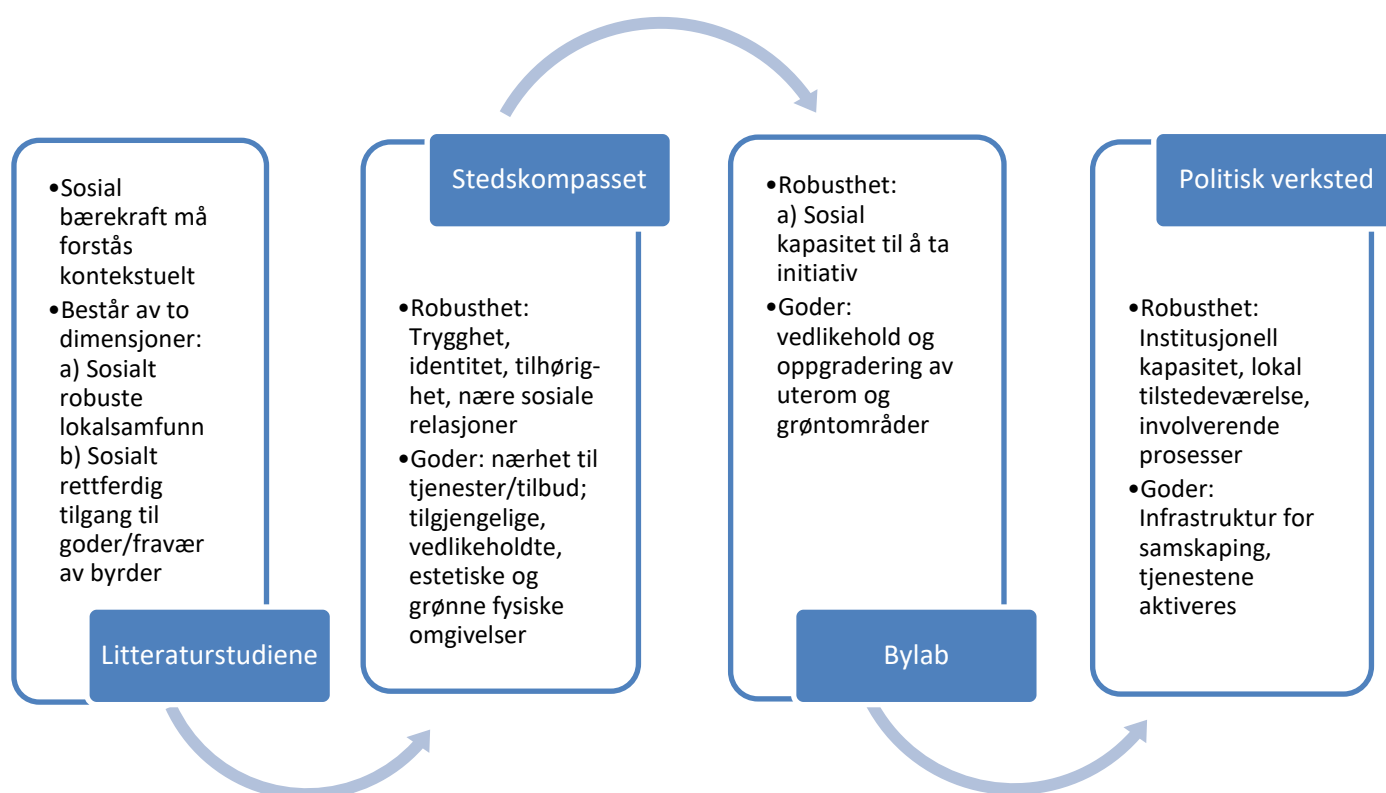 •Sosial
bærekraft må
forstås
kontekstuelt
•Består av to
dimensjoner:
a) Sosialt
robuste
lokalsamfunn
b) Sosialt
rettferdig
tilgang til
goder/fravær
av byrder
Litteraturstudiene
Stedskompasset
•Robusthet:
Trygghet,
identitet, tilhørig-
het, nære sosiale
relasjoner
•Goder: nærhet til
tjenester/tilbud;
tilgjengelige,
vedlikeholdte,
estetiske og
grønne fysiske
omgivelser
•Robusthet:
a) Sosial
kapasitet til å ta
initiativ
•Goder:
vedlikehold og
oppgradering av
uterom og
grøntområder
Bylab
Politisk verksted
•Robusthet:
Institusjonell
kapasitet, lokal
tilstedeværelse,
involverende
prosesser
•Goder:
Infrastruktur for
samskaping,
tjenestene
aktiveres